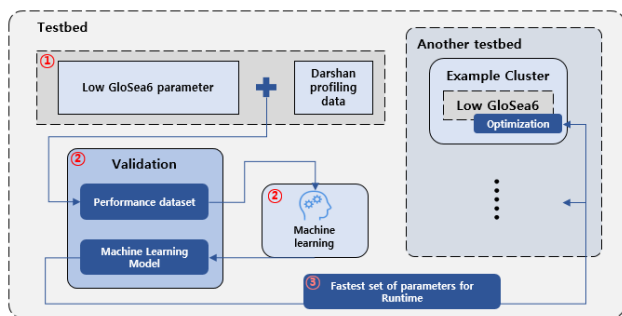 Testbed
①
Low GloSea6 parameter
Darshan
profiling
data
Another testbed
Example Cluster
Low GloSea6
Optimization
②
Validation
Performance dataset
Machine Learning
Model
②
Machine
learning
③
Fastest set of parameters for
Runtime